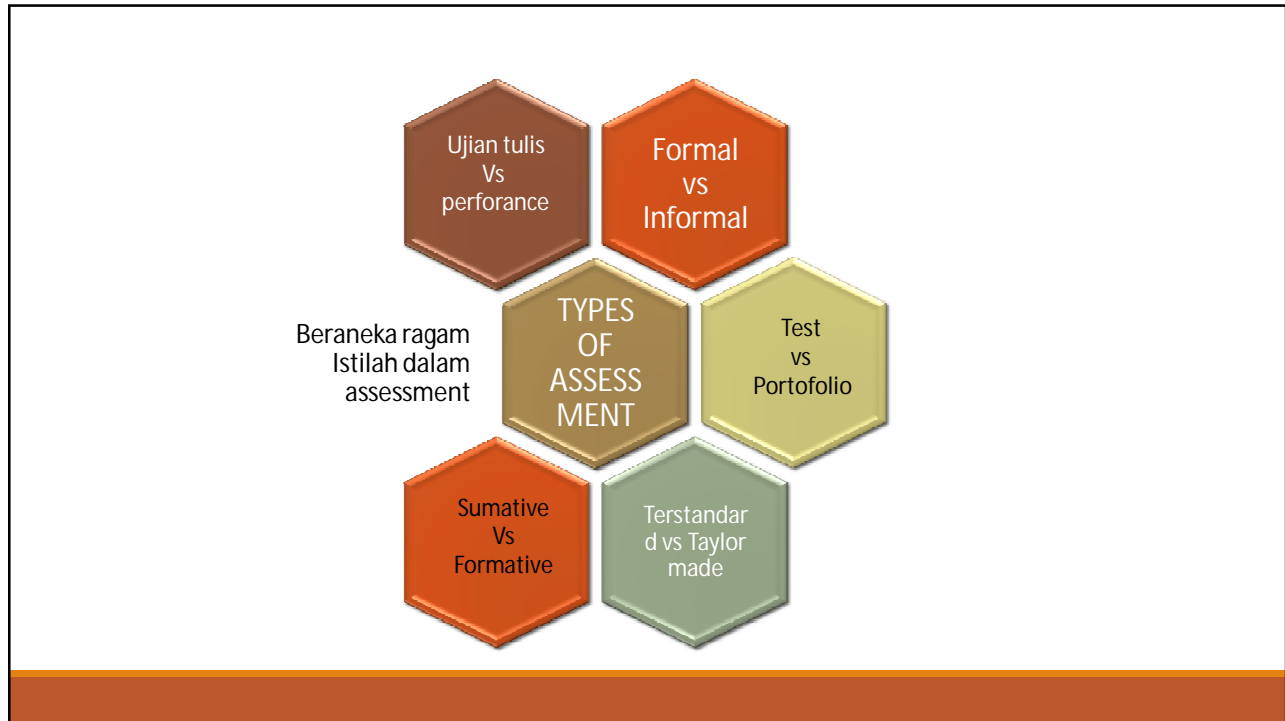 Ujian tulis
Vs
perforance
Formal
vs
Informal
Beraneka ragam
Istilah dalam
assessment
TYPES
OF
ASSESS
MENT
Test
vs
Portofolio
Sumative
Vs
Formative
Terstandar
d vs Taylor
made